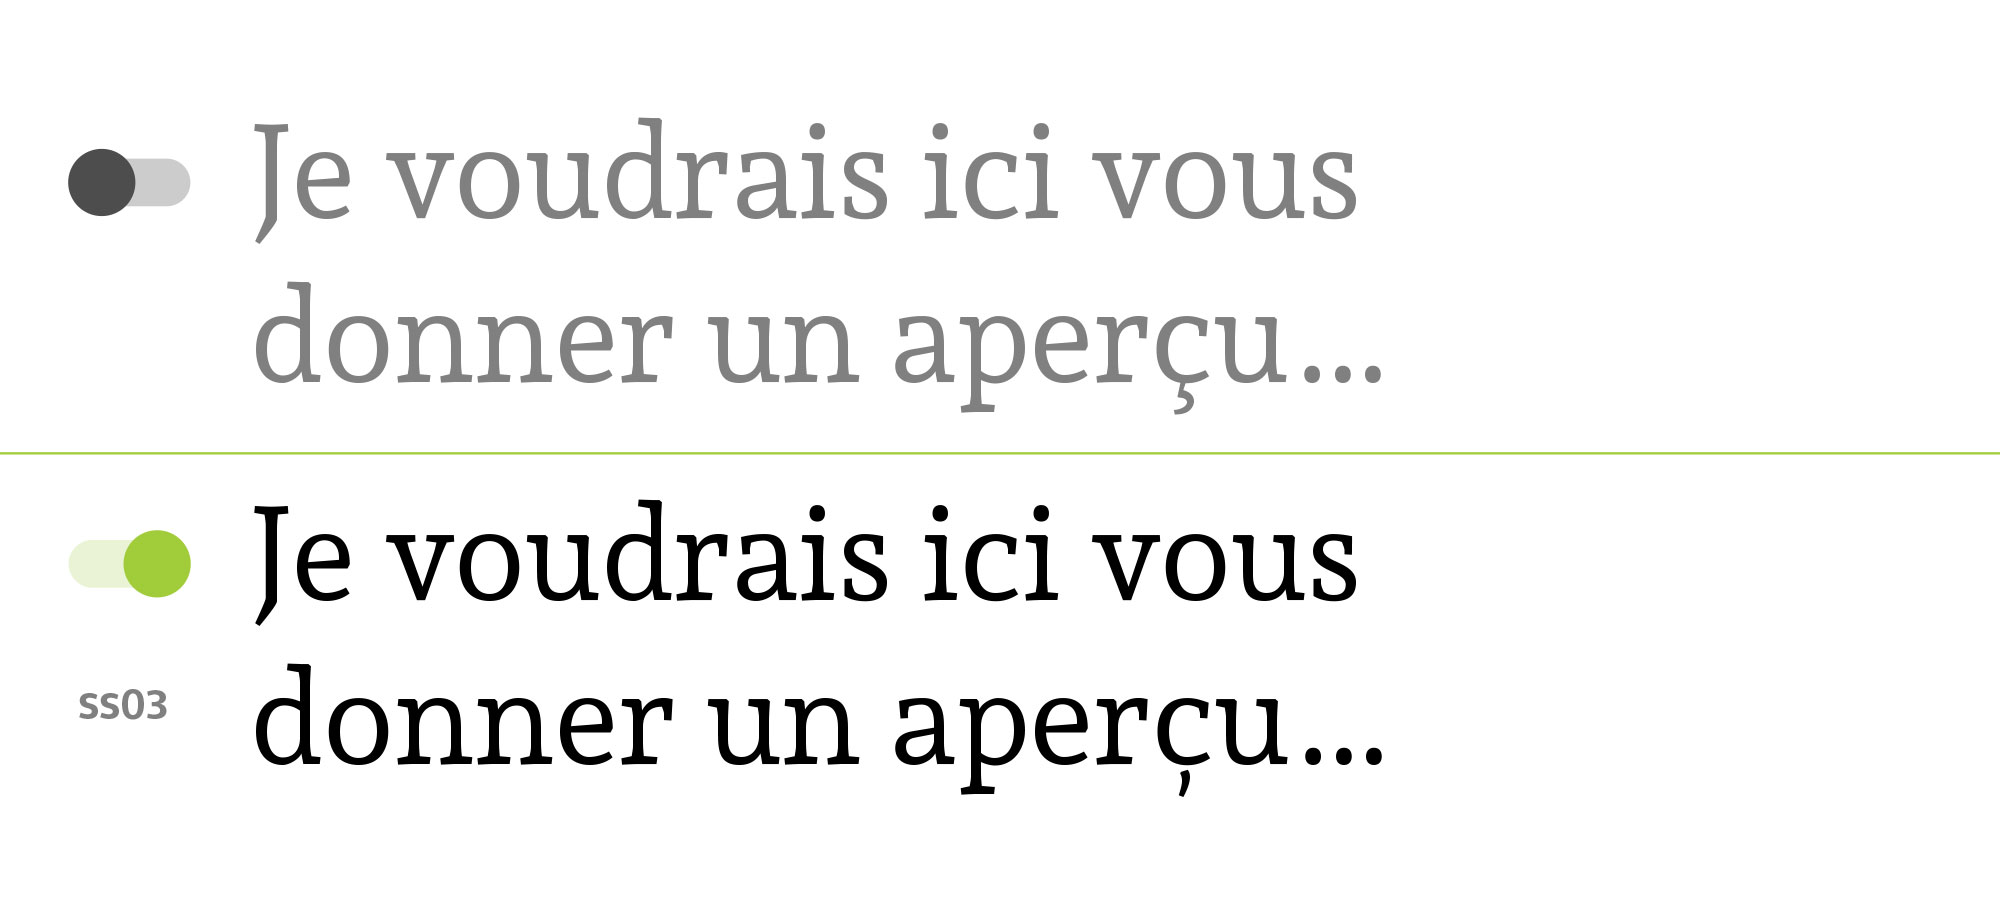 Je voudrais ici vous
donner un aperçu...
Je voudrais ici vous
ss03
donner un aperçu...